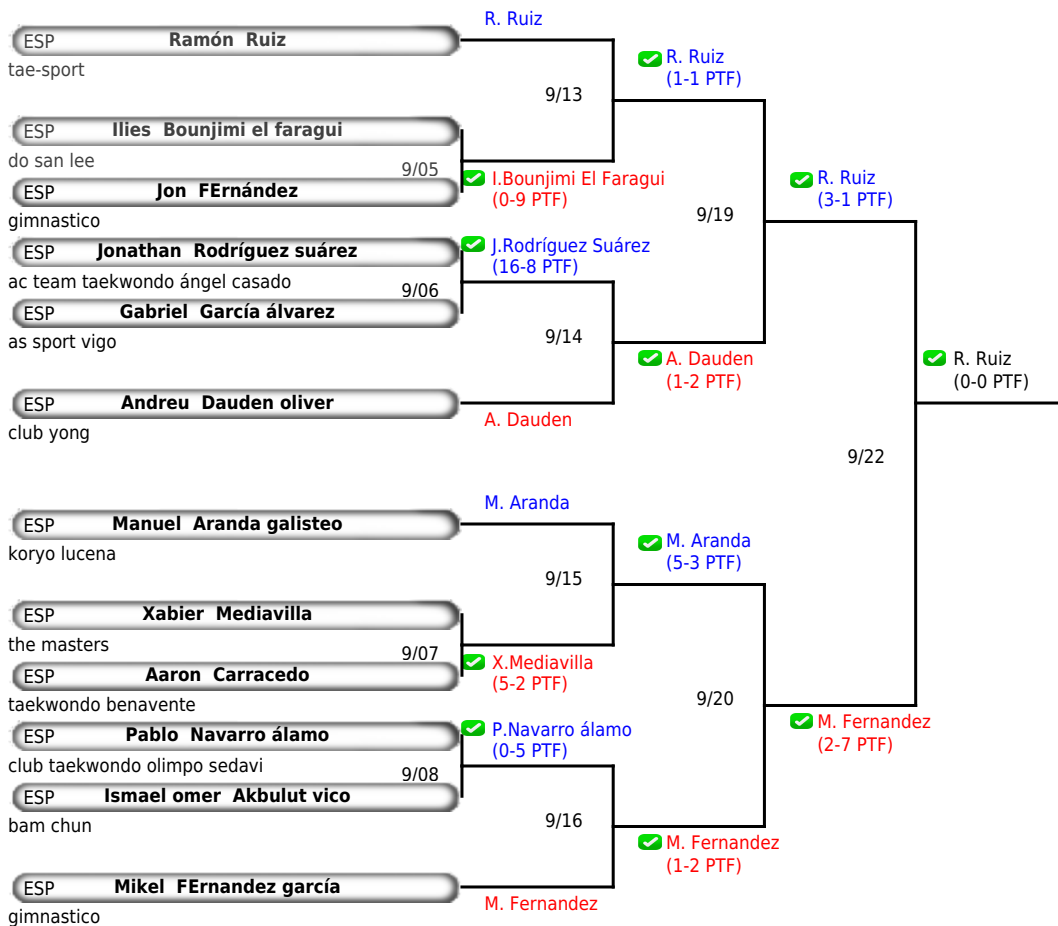 R. Ruiz
ESP Ramón Ruiz
tae-sport
R. Ruiz
(1-1 PTF)
9/13
ESP Ilies Bounjimi el faragui
do san lee
9/05
I.Bounjimi El Faragui
(0-9 PTF)
ESP Jon FErnández
gimnastico
R. Ruiz
(3-1 PTF)
9/19
ESP Jonathan Rodríguez suárez
ac team taekwondo ángel casado
J.Rodríguez Suárez
(16-8 PTF)
9/06
ESP Gabriel García álvarez
as sport vigo
9/14
A. Dauden
(1-2 PTF)
R. Ruiz
(0-0 PTF)
ESP Andreu Dauden oliver
club yong
A. Dauden
9/22
M. Aranda
ESP Manuel Aranda galisteo
koryo lucena
M. Aranda
(5-3 PTF)
9/15
ESP Xabier Mediavilla
the masters
9/07
X.Mediavilla
(5-2 PTF)
ESP Aaron Carracedo
taekwondo benavente
9/20
M. Fernandez
(2-7 PTF)
ESP Pablo Navarro álamo
club taekwondo olimpo sedavi
P.Navarro álamo
(0-5 PTF)
9/08
ESP Ismael omer Akbulut vico
bam chun
9/16
M. Fernandez
(1-2 PTF)
ESP Mikel FErnandez garcía
gimnastico
M. Fernandez